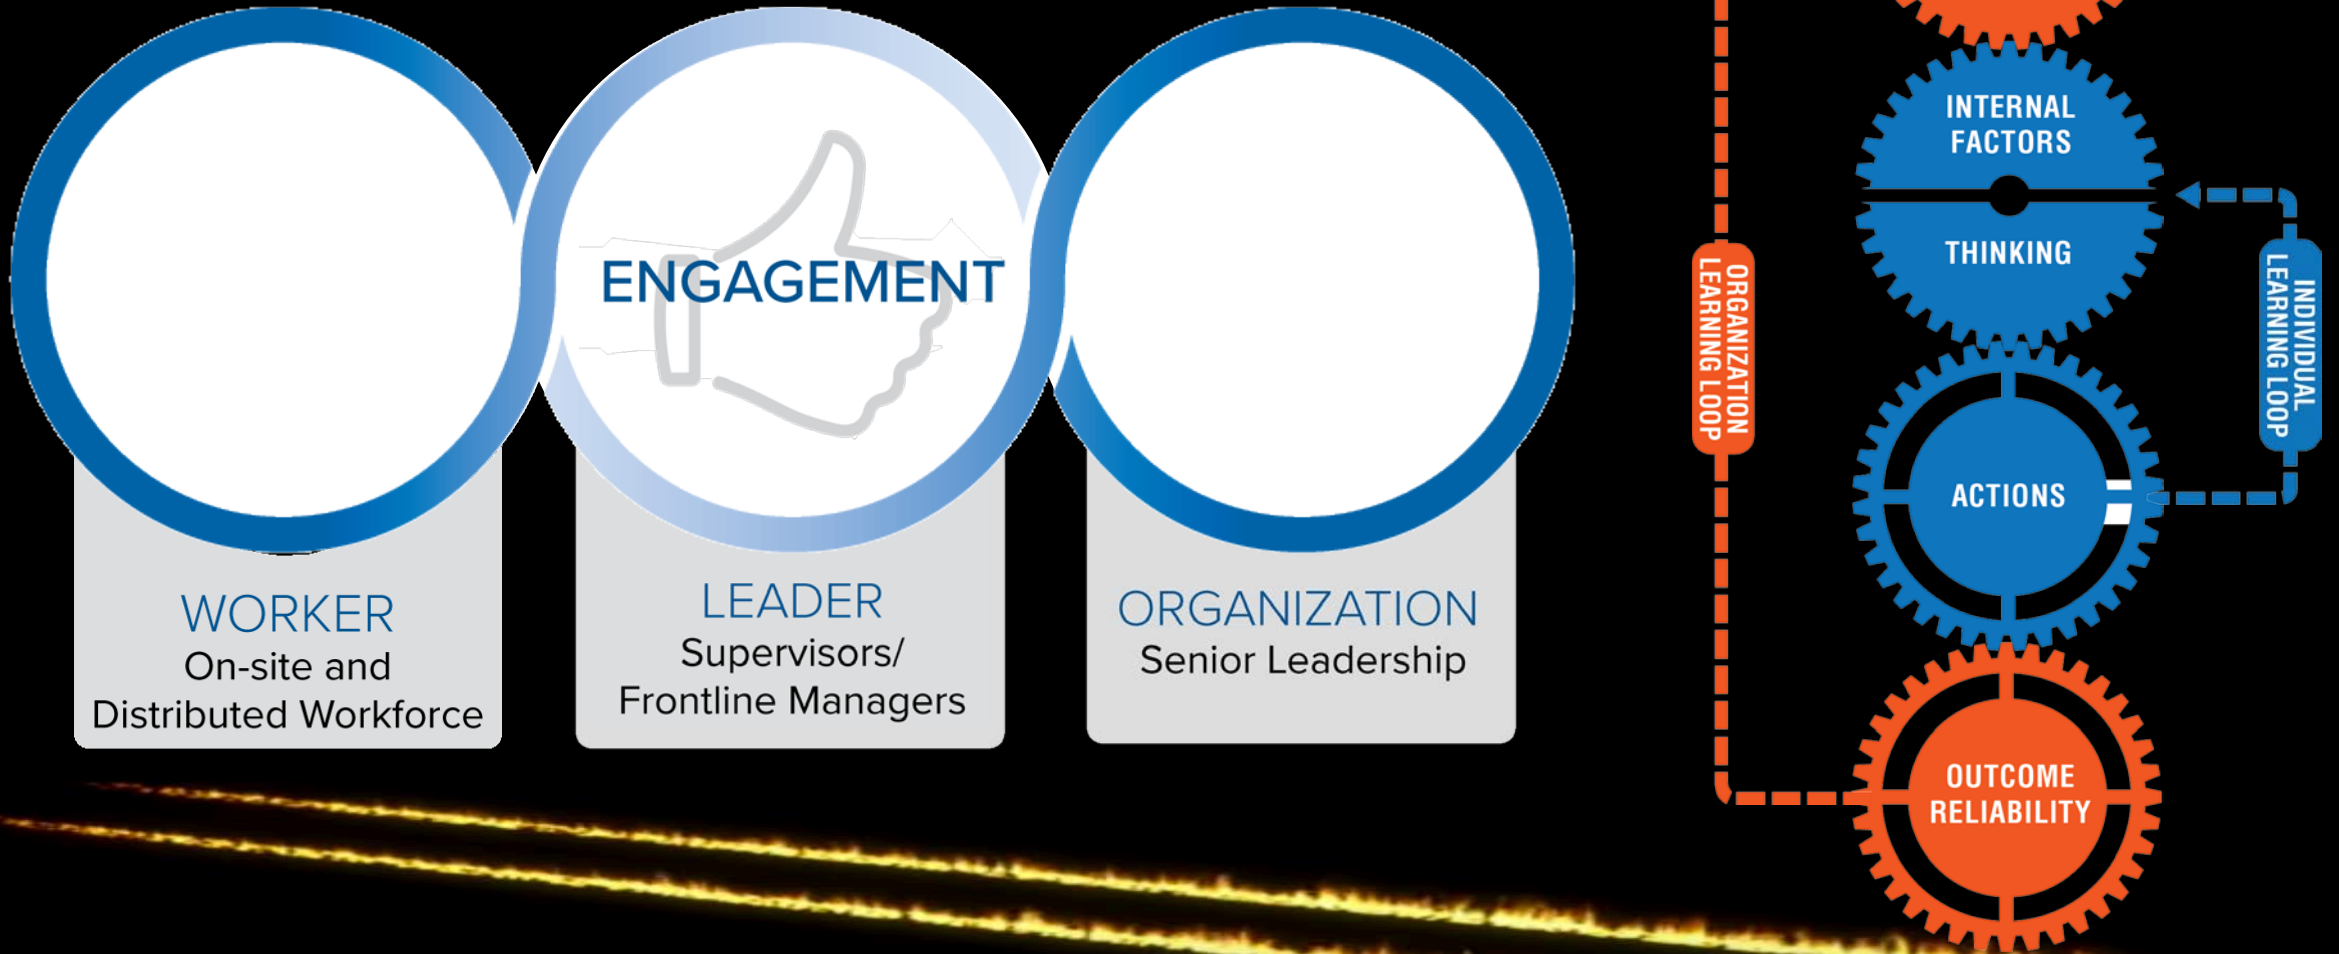 ENGAGEMENT
WORKER
On-site and
Distributed Workforce
LEADER
Supervisors/
Frontline Managers
ORGANIZATION
Senior Leadership
ORGANIZATION
LEARNING LOOP
INTERNAL
FACTORS
THINKING
ACTIONS
OUTCOME
RELIABILITY
INDIVIDUAL
LEARNING LOOP